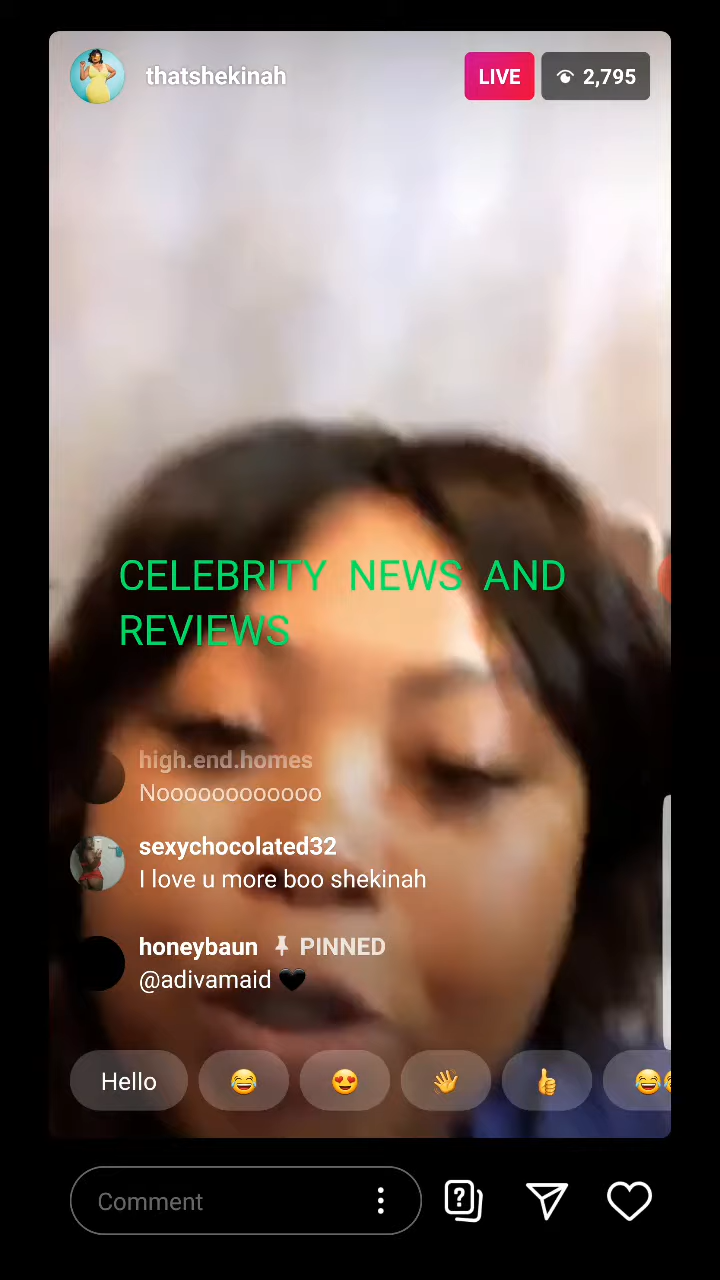 thatshekinah
LIVE
2,795
CELEBRITY NEWS AND
REVIEWS
high.end.homes
Noooooooooooo
sexychocolated32
I love u more boo shekinah
honeybaun PINNED
@adivamaid 🖤
Hello 😂 😍 👋 👍 😂
Comment